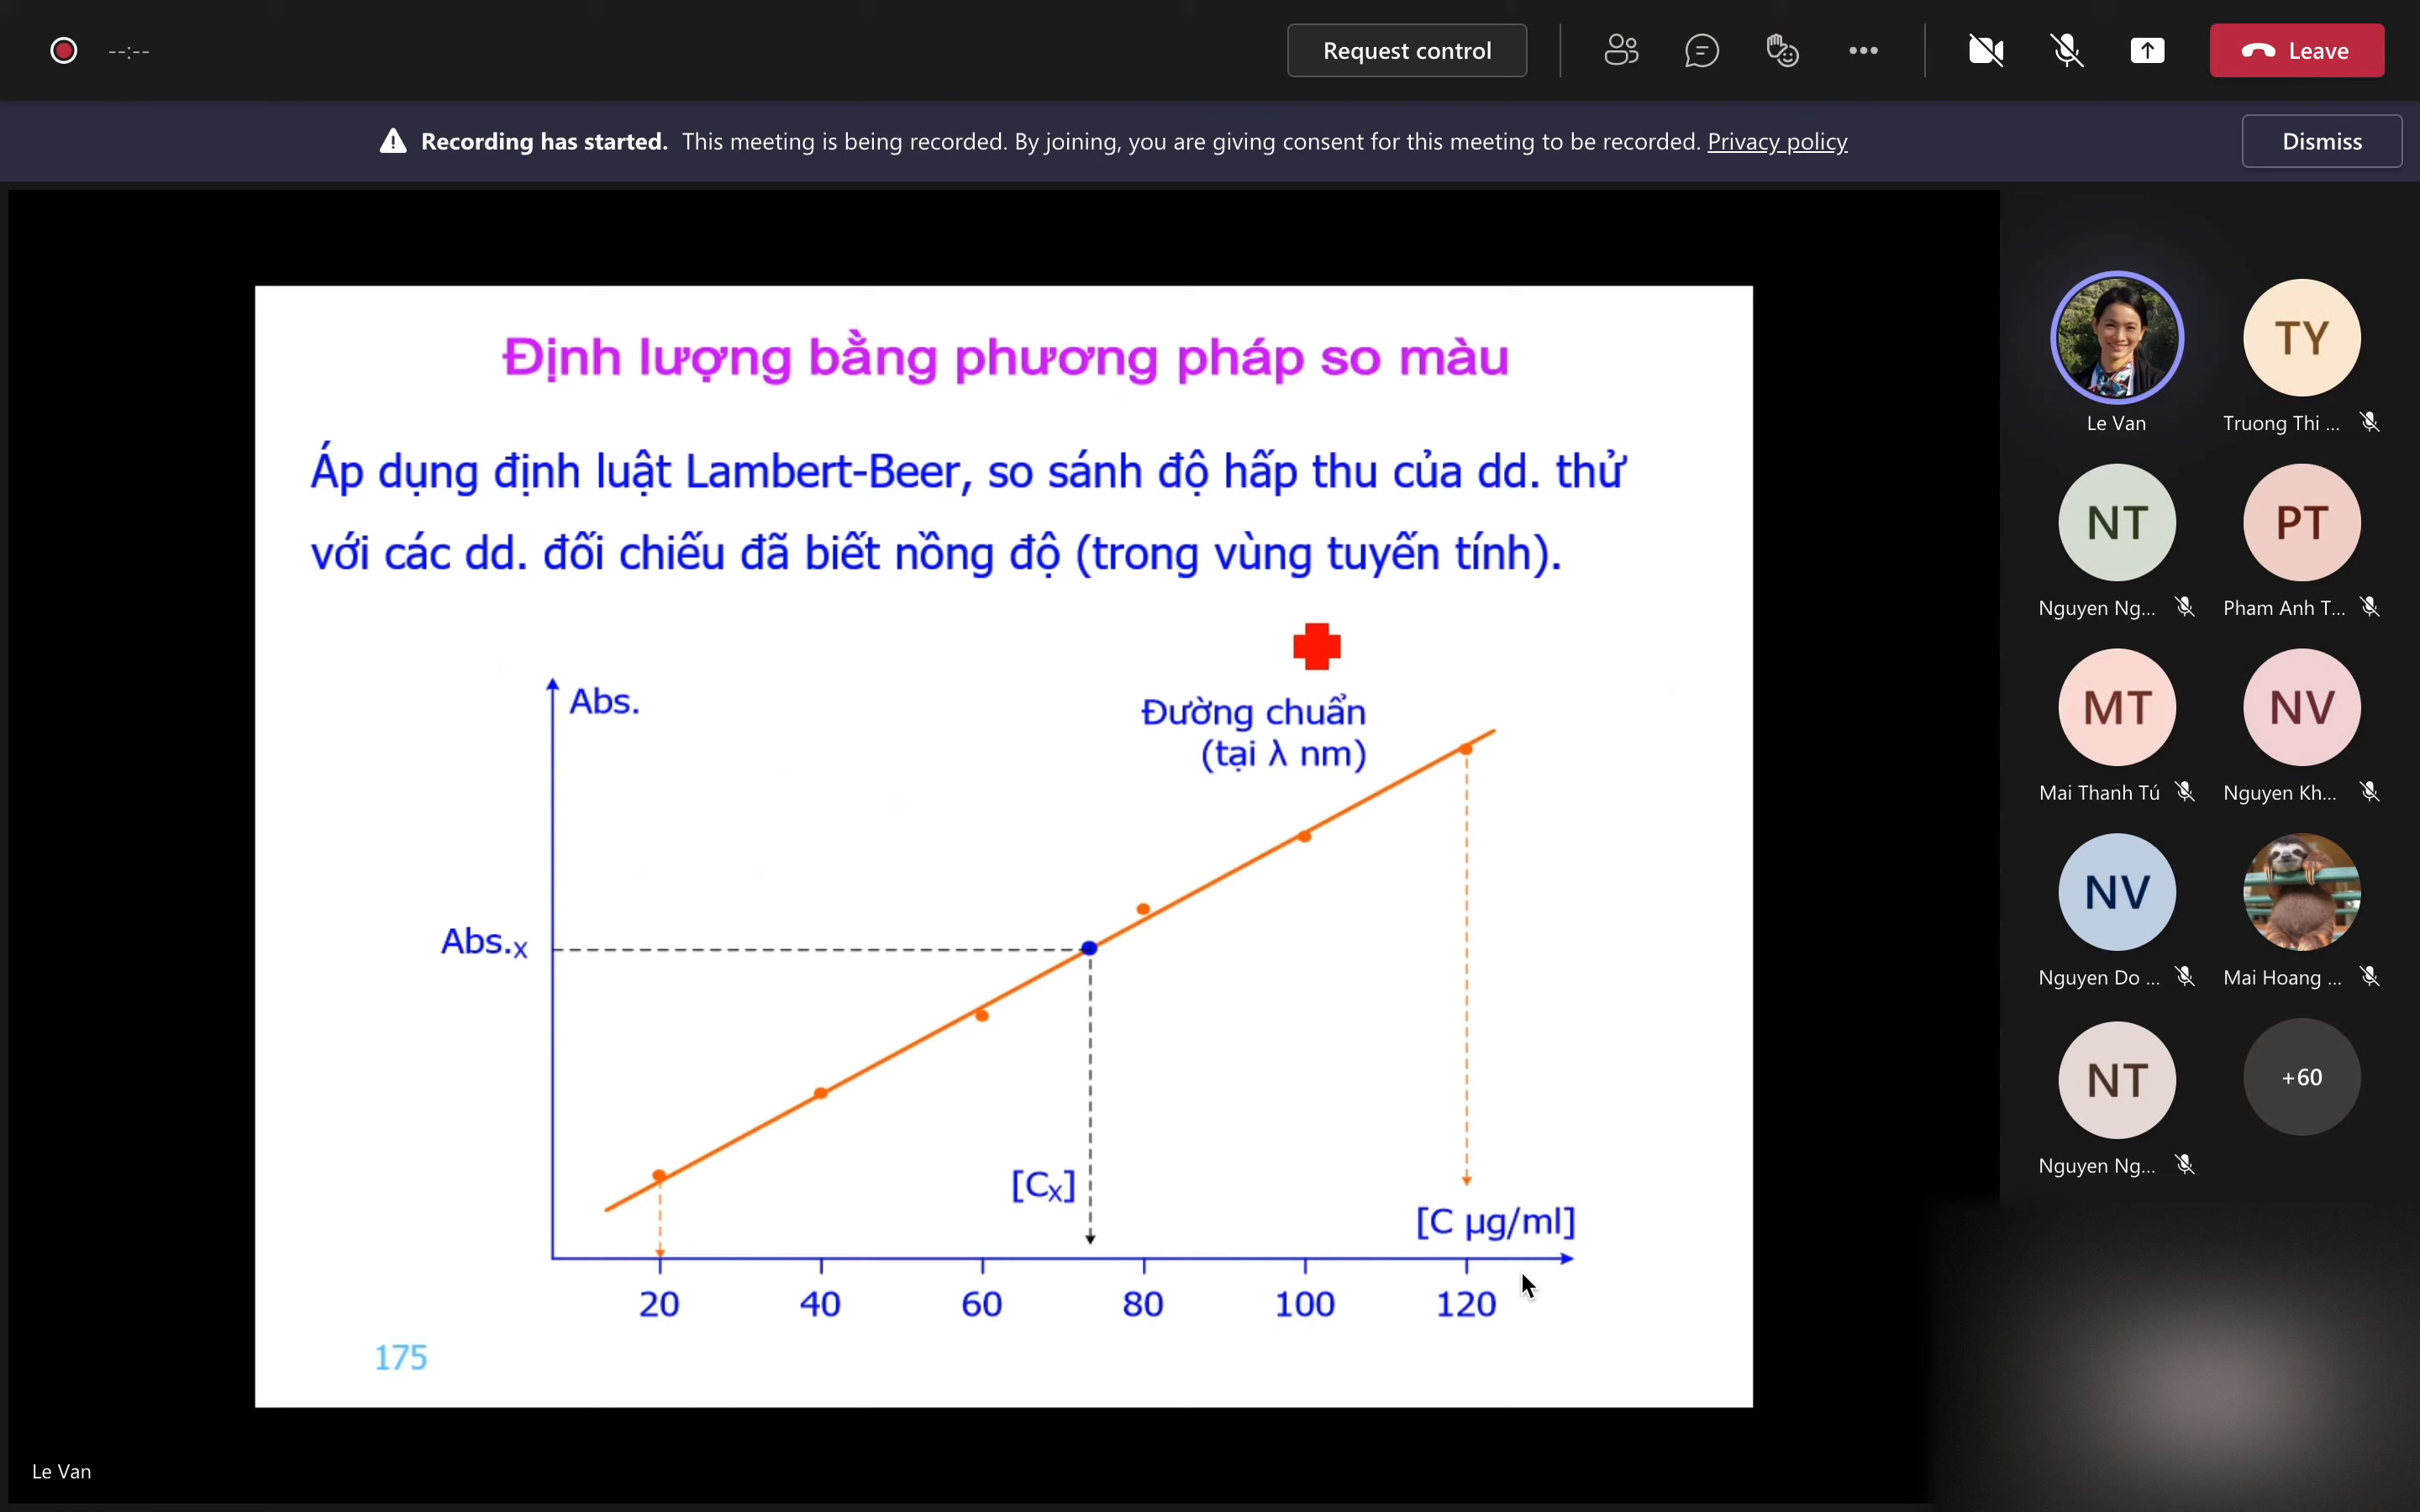 --:--
Request control
Leave
Recording has started. This meeting is being recorded. By joining, you are giving consent for this meeting to be recorded. Privacy policy
Dismiss
Định lượng bằng phương pháp so màu
Áp dụng định luật Lambert-Beer, so sánh độ hấp thu của dd. thử
với các dd. đối chiếu đã biết nồng độ (trong vùng tuyến tính).
Abs.
Đường chuẩn
(tại λ nm)
Abs.x
[Cx]
[C µg/ml]
20 40 60 80 100 120
175
Le Van
TY
Le Van
Truong Thi ...
NT
PT
Nguyen Ng...
Pham Anh T...
MT
NV
Mai Thanh Tú
Nguyen Kh...
NV
Nguyen Do ...
Mai Hoang ...
NT
+60
Nguyen Ng...